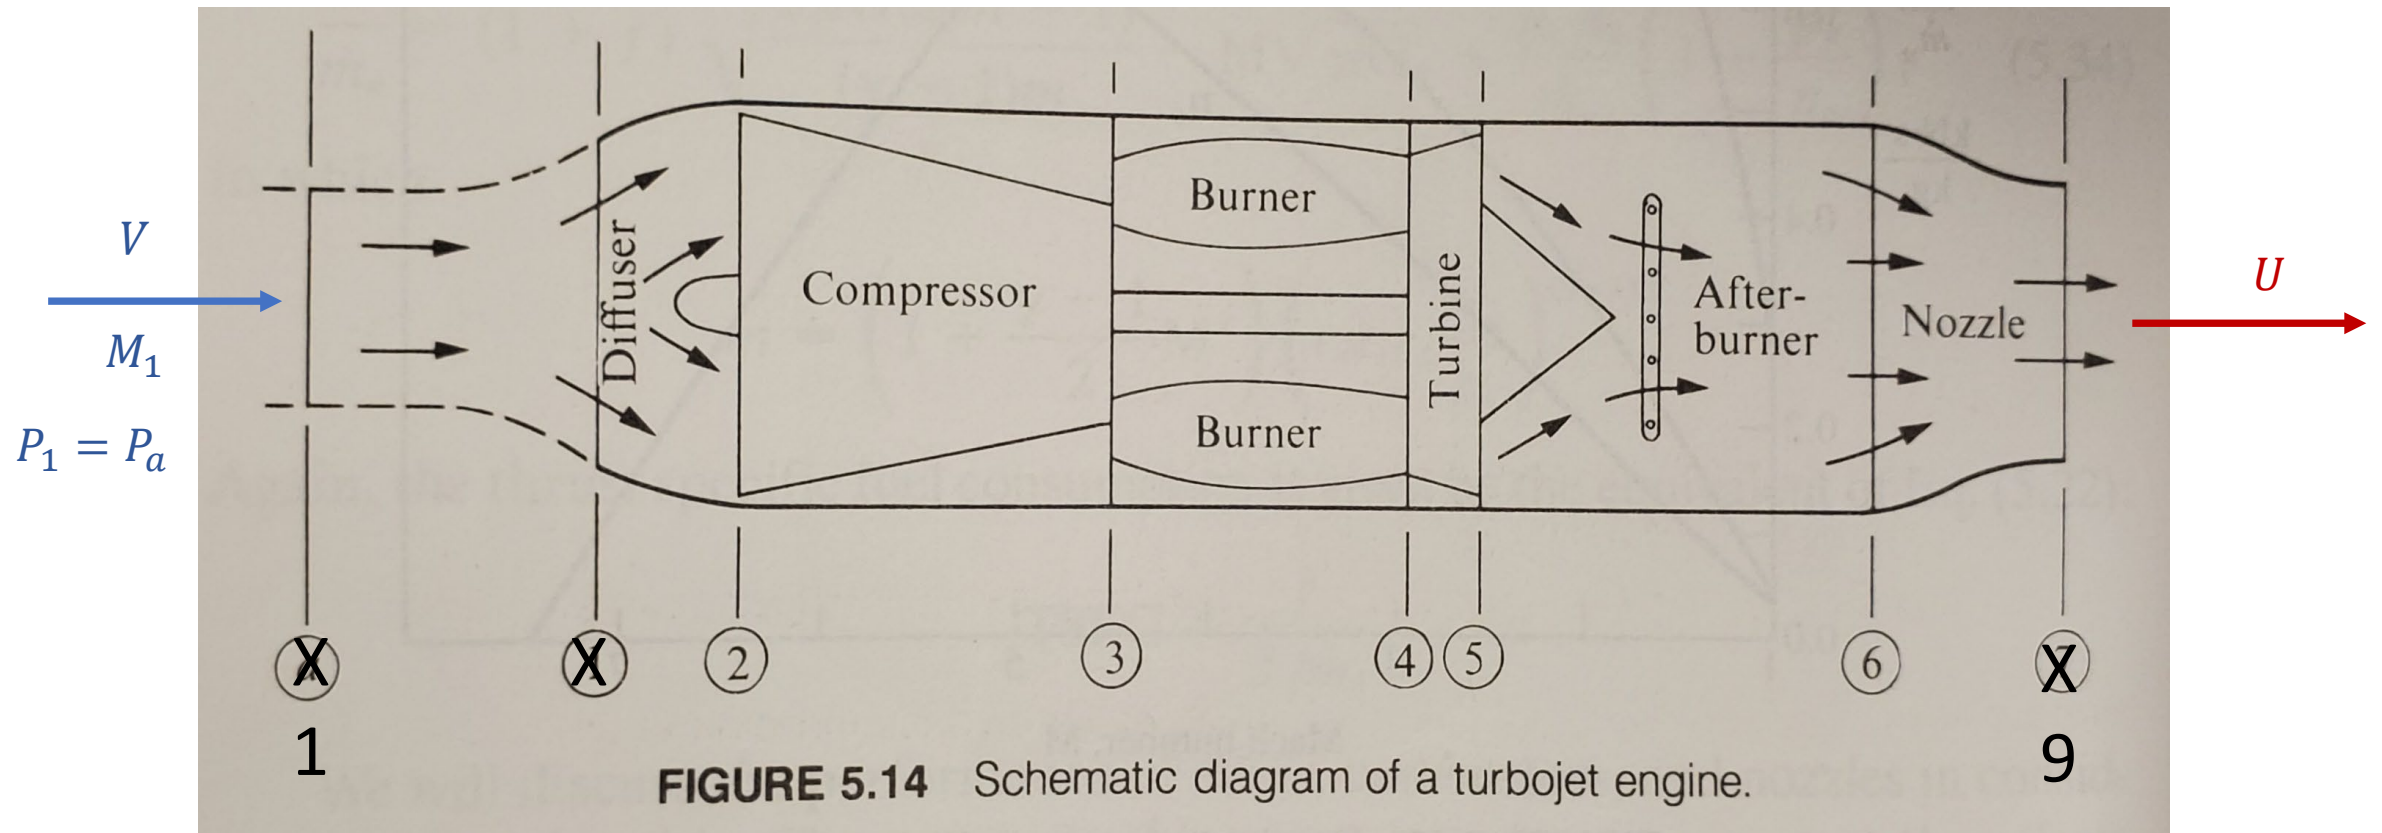 V
M₁
P₁ = Pₐ
Diffuser
Compressor
Burner
Burner
Turbine
After-
burner
Nozzle
U
X
X
2
3
4
5
6
X
1
9
FIGURE 5.14 Schematic diagram of a turbojet engine.